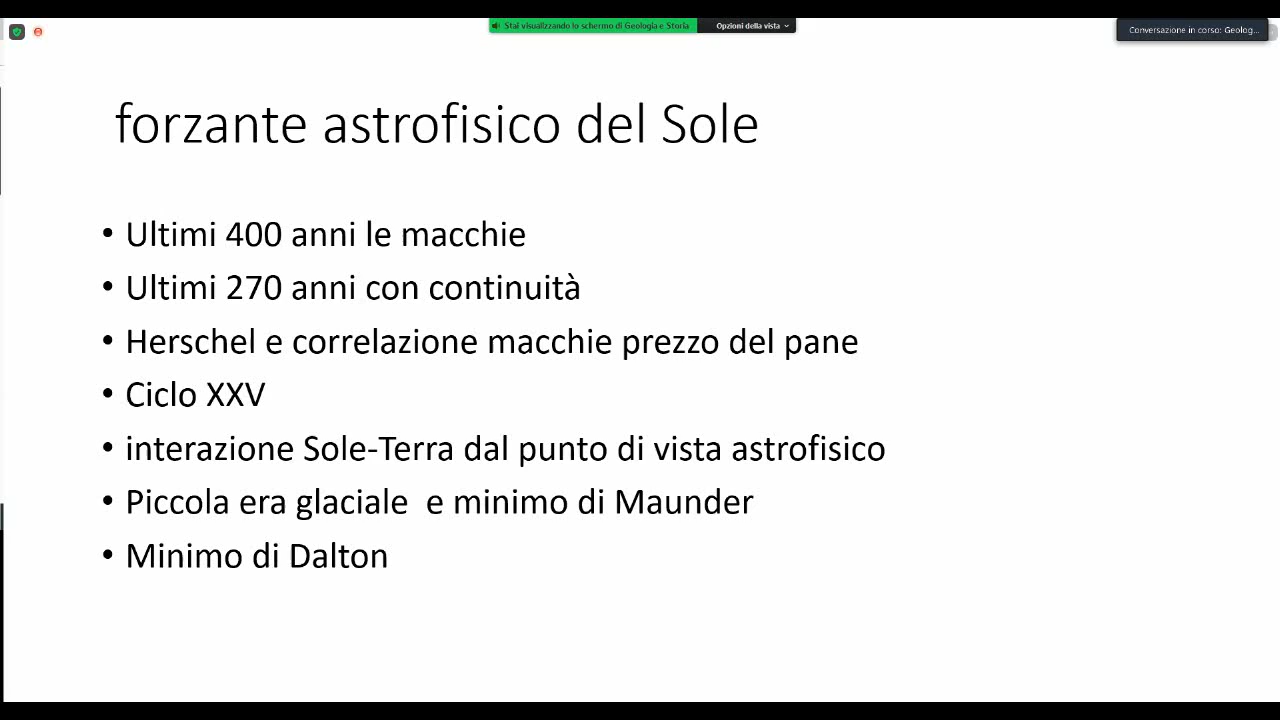 Stai visualizzando lo schermo di Geologia e Storia
Opzioni della vista
Conversazione in corso: Geolog...
forzante astrofisico del Sole
• Ultimi 400 anni le macchie
• Ultimi 270 anni con continuità
• Herschel e correlazione macchie prezzo del pane
• Ciclo XXV
• interazione Sole-Terra dal punto di vista astrofisico
• Piccola era glaciale  e minimo di Maunder
• Minimo di Dalton